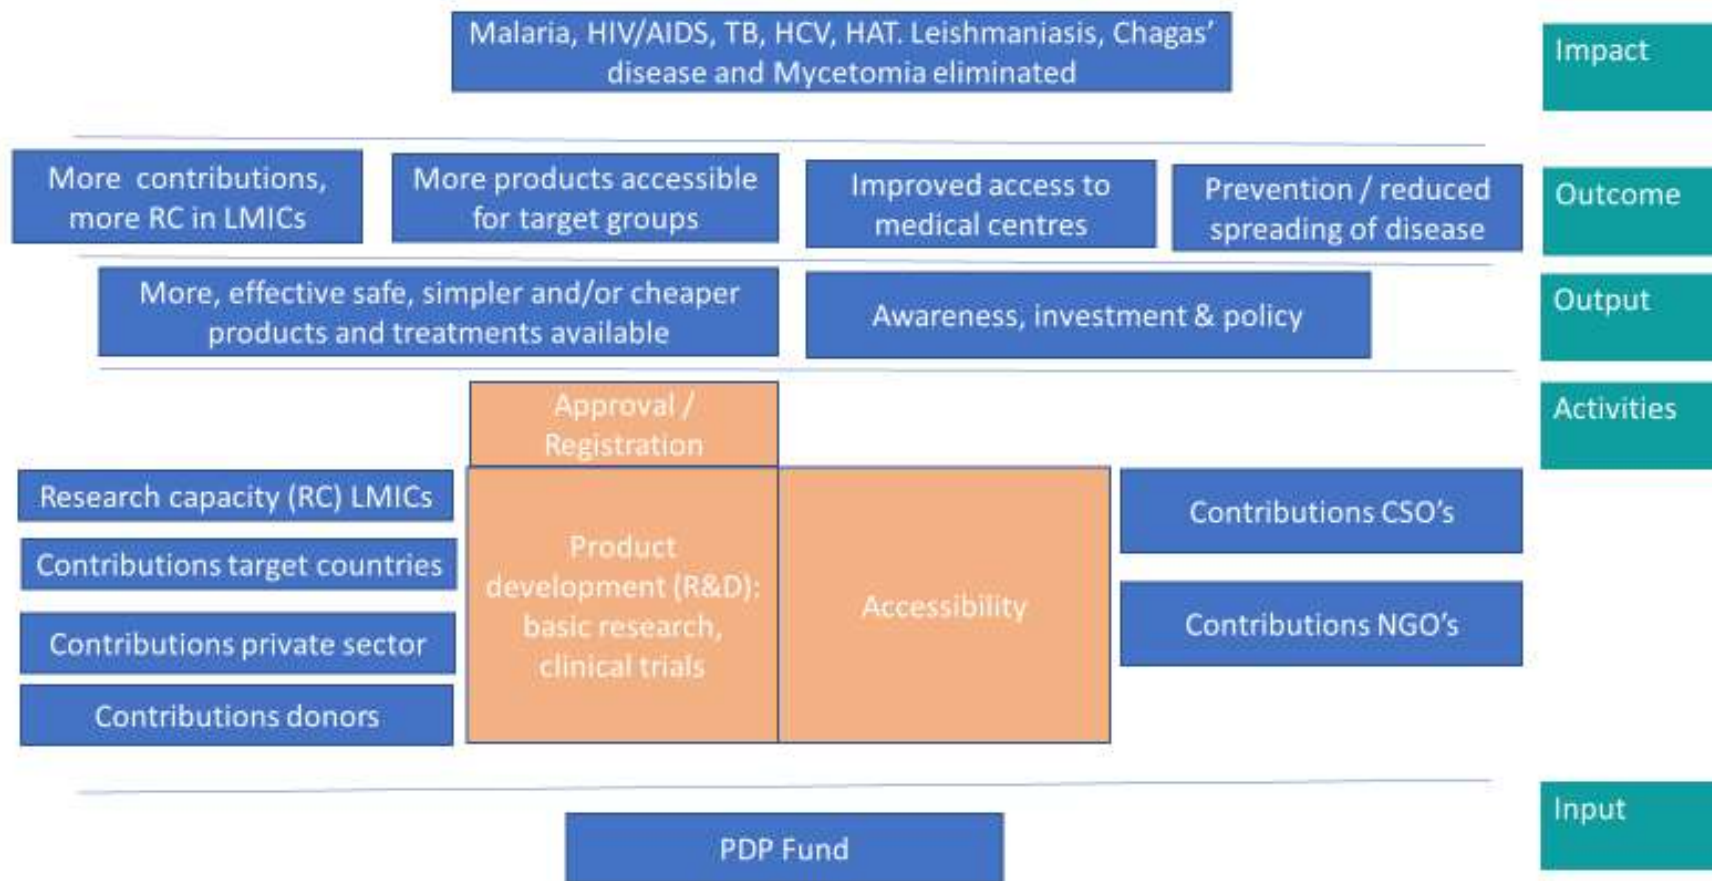 Malaria, HIV/AIDS, TB, HCV, HAT. Leishmaniasis, Chagas’
disease and Mycetomia eliminated
Impact
More contributions,
more RC in LMICs
More products accessible
for target groups
Improved access to
medical centres
Prevention / reduced
spreading of disease
Outcome
More, effective safe, simpler and/or cheaper
products and treatments available
Awareness, investment & policy
Output
Approval /
Registration
Activities
Research capacity (RC) LMICs
Contributions target countries
Contributions private sector
Contributions donors
Product
development (R&D):
basic research,
clinical trials
Accessibility
Contributions CSO’s
Contributions NGO’s
PDP Fund
Input